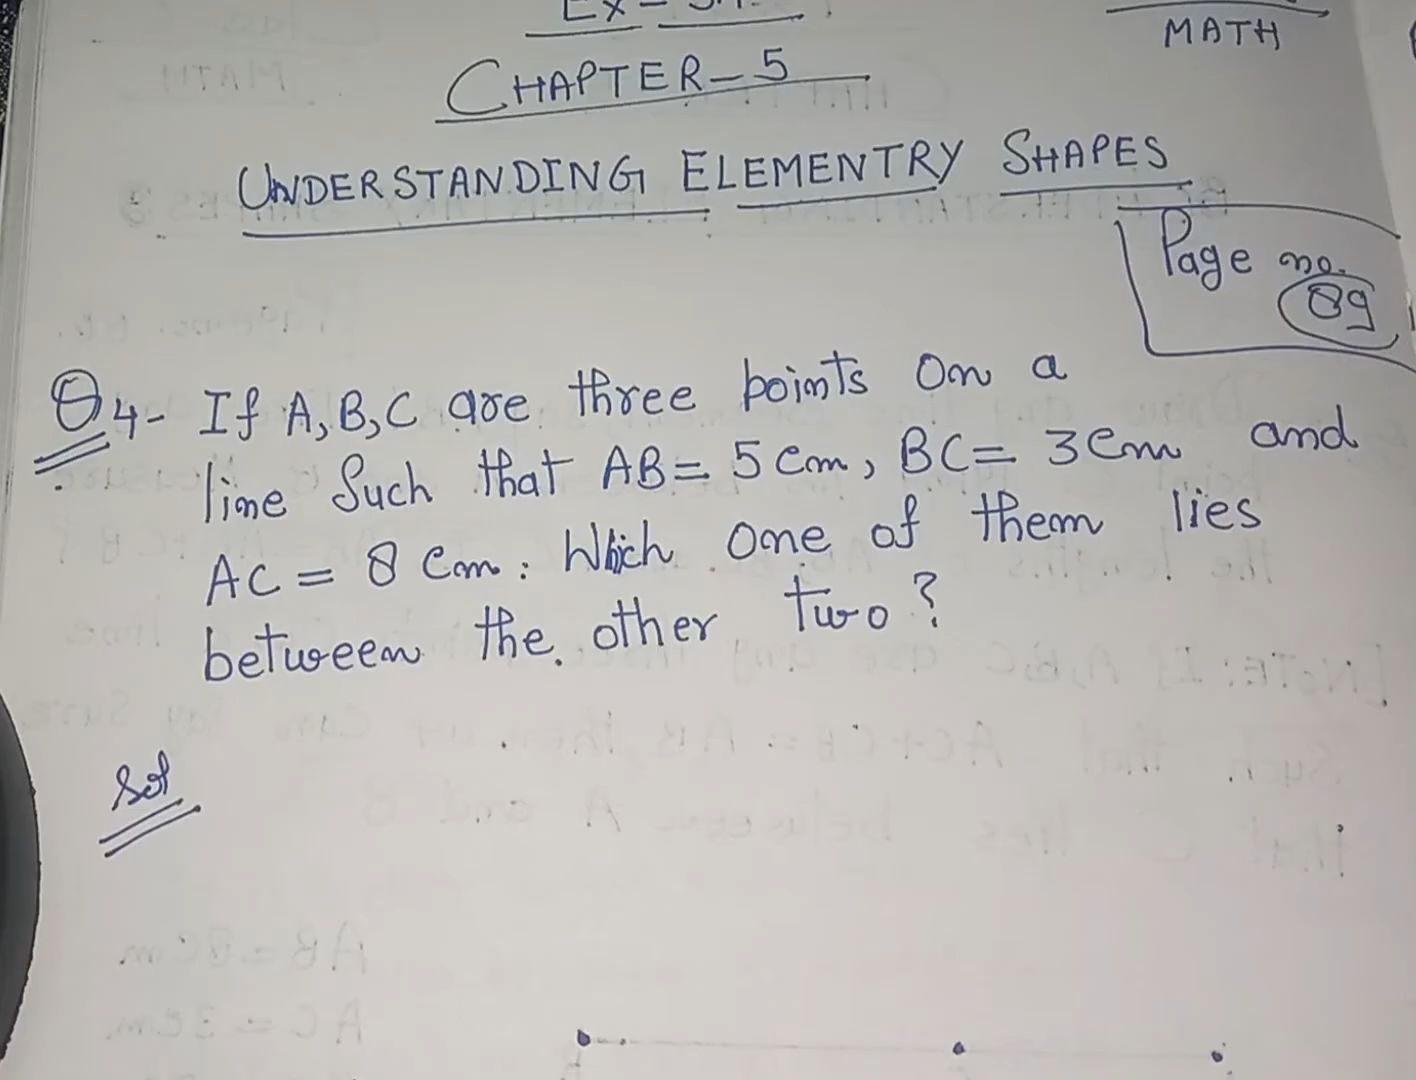 MATH
CHAPTER-5
UNDERSTANDING ELEMENTRY SHAPES
Page no.
89
Q4- If A, B, C are three points on a
line Such that AB = 5 cm, BC = 3 cm and
AC = 8 cm. Which one of them lies
between the other two?
Sol